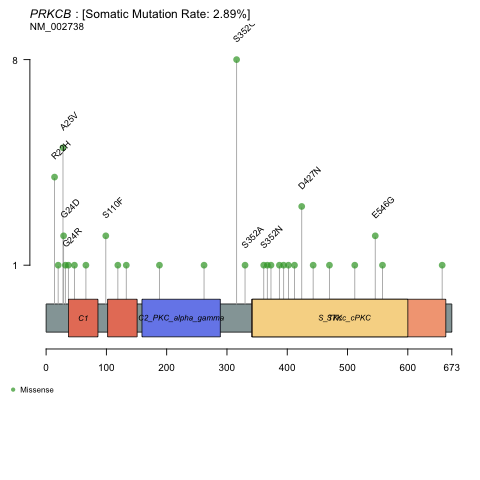 PRKCB : [Somatic Mutation Rate: 2.89%]
NM_002738
8
1
R22H
A25V
G24D
G24R
S110F
S352A
S352N
D427N
E546G
C1
C2_PKC_alpha_gamma
0
100
200
300
400
500
600
673
Missense